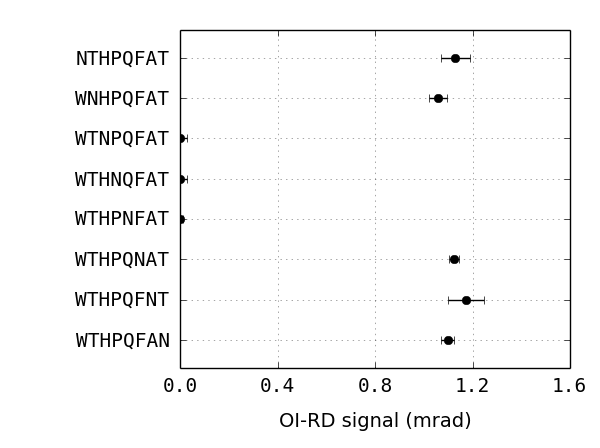 NTHPQFAT
WNHPQFAT
WTNPQFAT
WTHNQFAT
WTHPNFAT
WTHPQNAT
WTHPQFNT
WTHPQFAN
0.0 0.4 0.8 1.2 1.6
OI-RD signal (mrad)